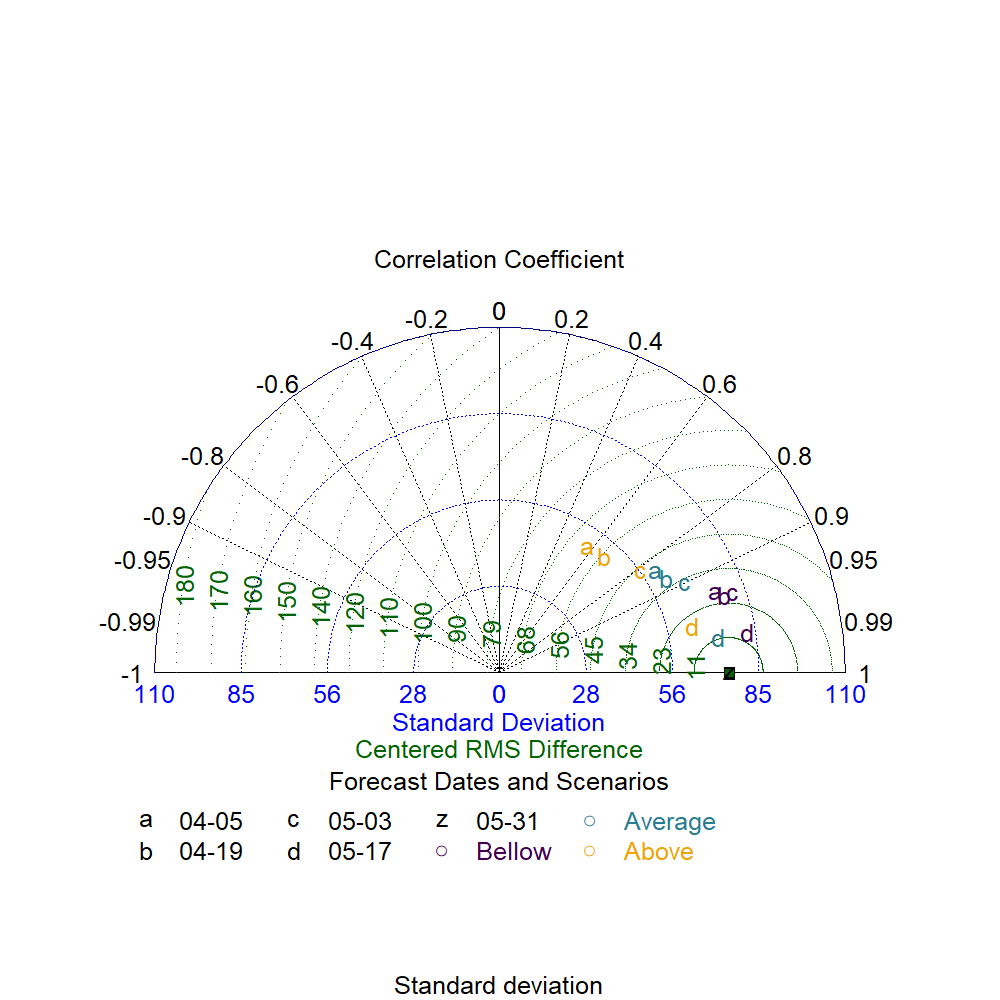 Correlation Coefficient
0
-0.2 0.2
-0.4 0.4
-0.6 0.6
-0.8 0.8
-0.9 0.9
-0.95 0.95
-0.99 0.99
-1 1
a
b
c a b c
a b c
d d d
180 170 160 150 140 120 110 100 90 79 68 56 45 34 23 11
110 85 56 28 0 28 56 85 110
Standard Deviation
Centered RMS Difference
Forecast Dates and Scenarios
a 04-05 c 05-03 z 05-31 Average
b 04-19 d 05-17 Bellow Above
Standard deviation